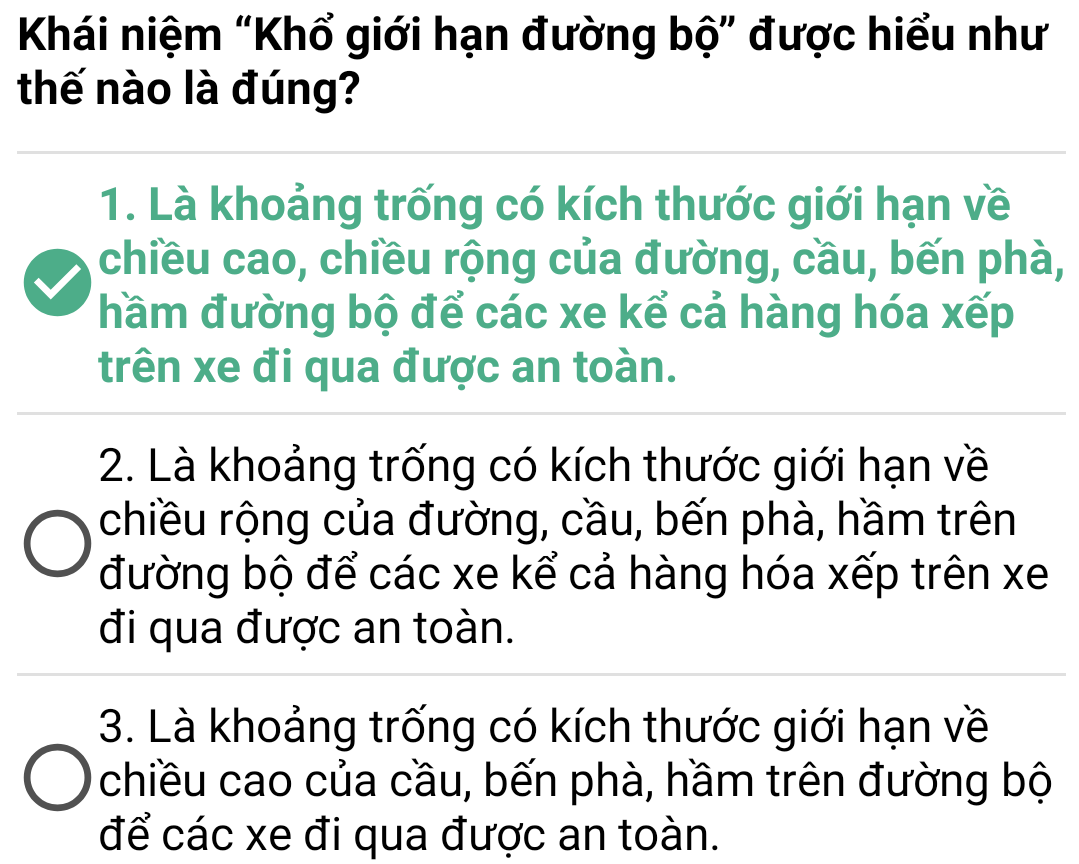 Khái niệm “Khổ giới hạn đường bộ” được hiểu như
thế nào là đúng?
1. Là khoảng trống có kích thước giới hạn về
chiều cao, chiều rộng của đường, cầu, bến phà,
hầm đường bộ để các xe kể cả hàng hóa xếp
trên xe đi qua được an toàn.
2. Là khoảng trống có kích thước giới hạn về
chiều rộng của đường, cầu, bến phà, hầm trên
đường bộ để các xe kể cả hàng hóa xếp trên xe
đi qua được an toàn.
3. Là khoảng trống có kích thước giới hạn về
chiều cao của cầu, bến phà, hầm trên đường bộ
để các xe đi qua được an toàn.